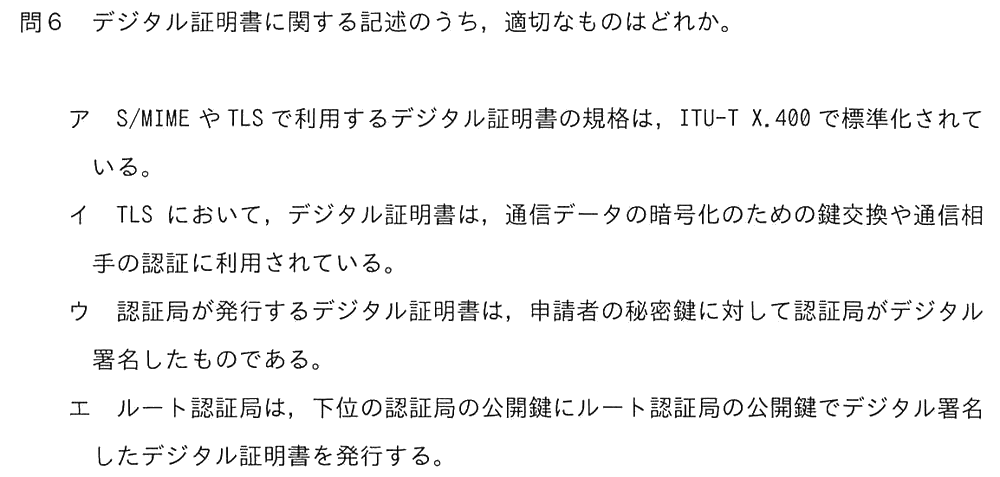 問６　デジタル証明書に関する記述のうち，適切なものはどれか。
ア　S/MIME や TLS で利用するデジタル証明書の規格は，ITU-T X.400 で標準化されて
いる。
イ　TLS において，デジタル証明書は，通信データの暗号化のための鍵交換や通信相
手の認証に利用されている。
ウ　認証局が発行するデジタル証明書は，申請者の秘密鍵に対して認証局がデジタル
署名したものである。
エ　ルート認証局は，下位の認証局の公開鍵にルート認証局の公開鍵でデジタル署名
したデジタル証明書を発行する。